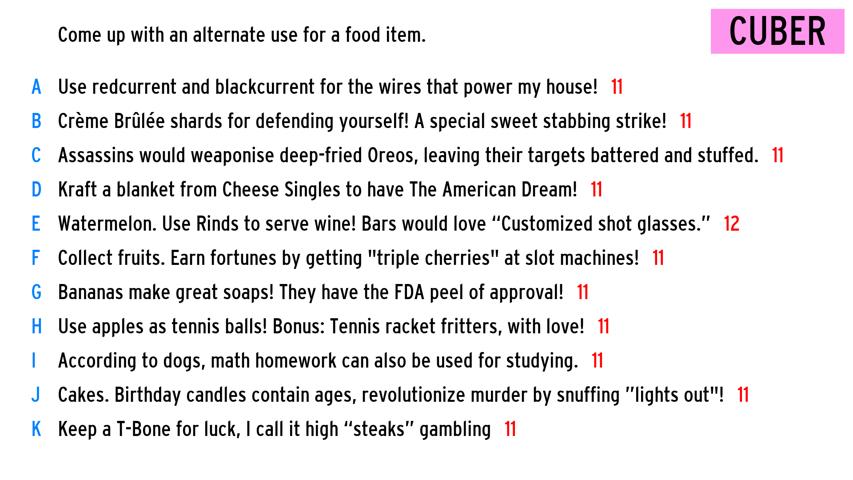 Come up with an alternate use for a food item.
CUBER
A Use redcurrent and blackcurrent for the wires that power my house! 11
B Crème Brûlée shards for defending yourself! A special sweet stabbing strike! 11
C Assassins would weaponise deep-fried Oreos, leaving their targets battered and stuffed. 11
D Kraft a blanket from Cheese Singles to have The American Dream! 11
E Watermelon. Use Rinds to serve wine! Bars would love “Customized shot glasses.” 12
F Collect fruits. Earn fortunes by getting "triple cherries" at slot machines! 11
G Bananas make great soaps! They have the FDA peel of approval! 11
H Use apples as tennis balls! Bonus: Tennis racket fritters, with love! 11
I According to dogs, math homework can also be used for studying. 11
J Cakes. Birthday candles contain ages, revolutionize murder by snuffing ”lights out"! 11
K Keep a T-Bone for luck, I call it high “steaks” gambling 11